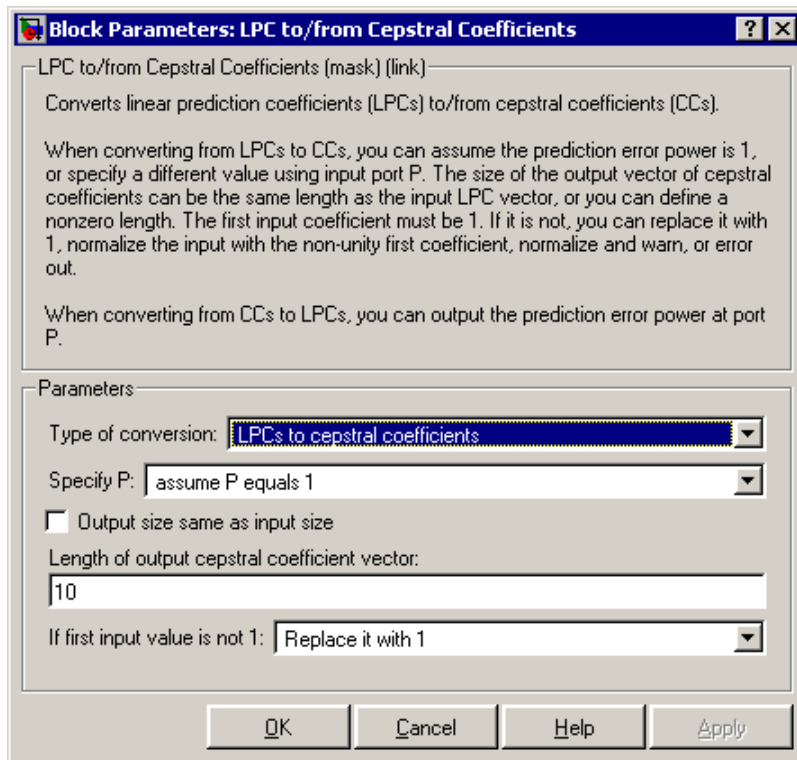 Block Parameters: LPC to/from Cepstral Coefficients
LPC to/from Cepstral Coefficients (mask) (link)
Converts linear prediction coefficients (LPCs) to/from cepstral coefficients (CCs).
When converting from LPCs to CCs, you can assume the prediction error power is 1,
or specify a different value using input port P. The size of the output vector of cepstral
coefficients can be the same length as the input LPC vector, or you can define a
nonzero length. The first input coefficient must be 1. If it is not, you can replace it with
1, normalize the input with the non-unity first coefficient, normalize and warn, or error
out.
When converting from CCs to LPCs, you can output the prediction error power at port
P.
Parameters
Type of conversion: LPCs to cepstral coefficients
Specify P: assume P equals 1
Output size same as input size
Length of output cepstral coefficient vector:
10
If first input value is not 1: Replace it with 1
OK Cancel Help Apply